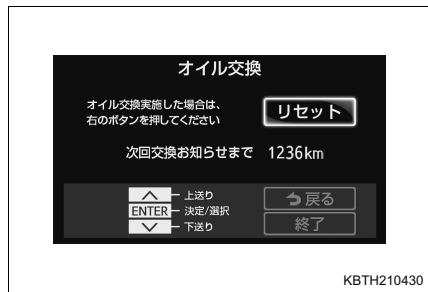 オイル交換
オイル交換実施した場合は、
右のボタンを押してください
リセット
次回交換お知らせまで 1236km
上送り
ENTER 決定/選択
下送り
戻る
終了
KBTH210430